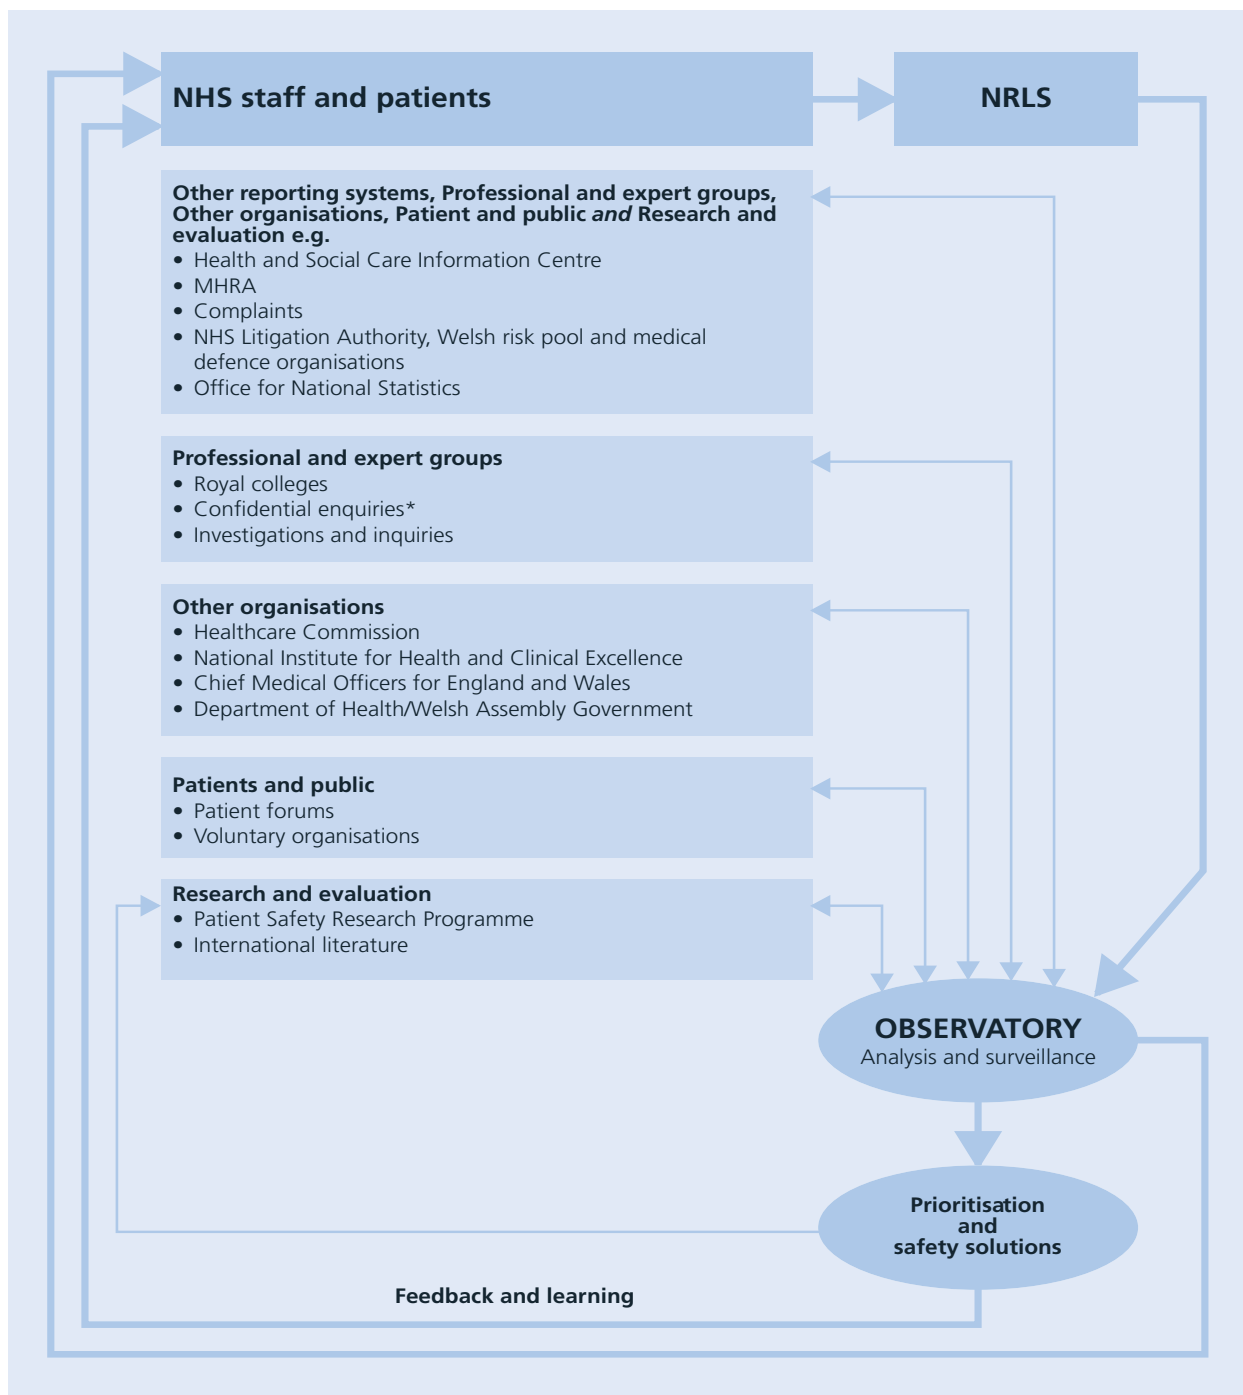 NHS staff and patients
NRLS
Other reporting systems, Professional and expert groups,
Other organisations, Patient and public and Research and
evaluation e.g.
• Health and Social Care Information Centre
• MHRA
• Complaints
• NHS Litigation Authority, Welsh risk pool and medical
defence organisations
• Office for National Statistics
Professional and expert groups
• Royal colleges
• Confidential enquiries*
• Investigations and inquiries
Other organisations
• Healthcare Commission
• National Institute for Health and Clinical Excellence
• Chief Medical Officers for England and Wales
• Department of Health/Welsh Assembly Government
Patients and public
• Patient forums
• Voluntary organisations
Research and evaluation
• Patient Safety Research Programme
• International literature
OBSERVATORY
Analysis and surveillance
Prioritisation
and
safety solutions
Feedback and learning